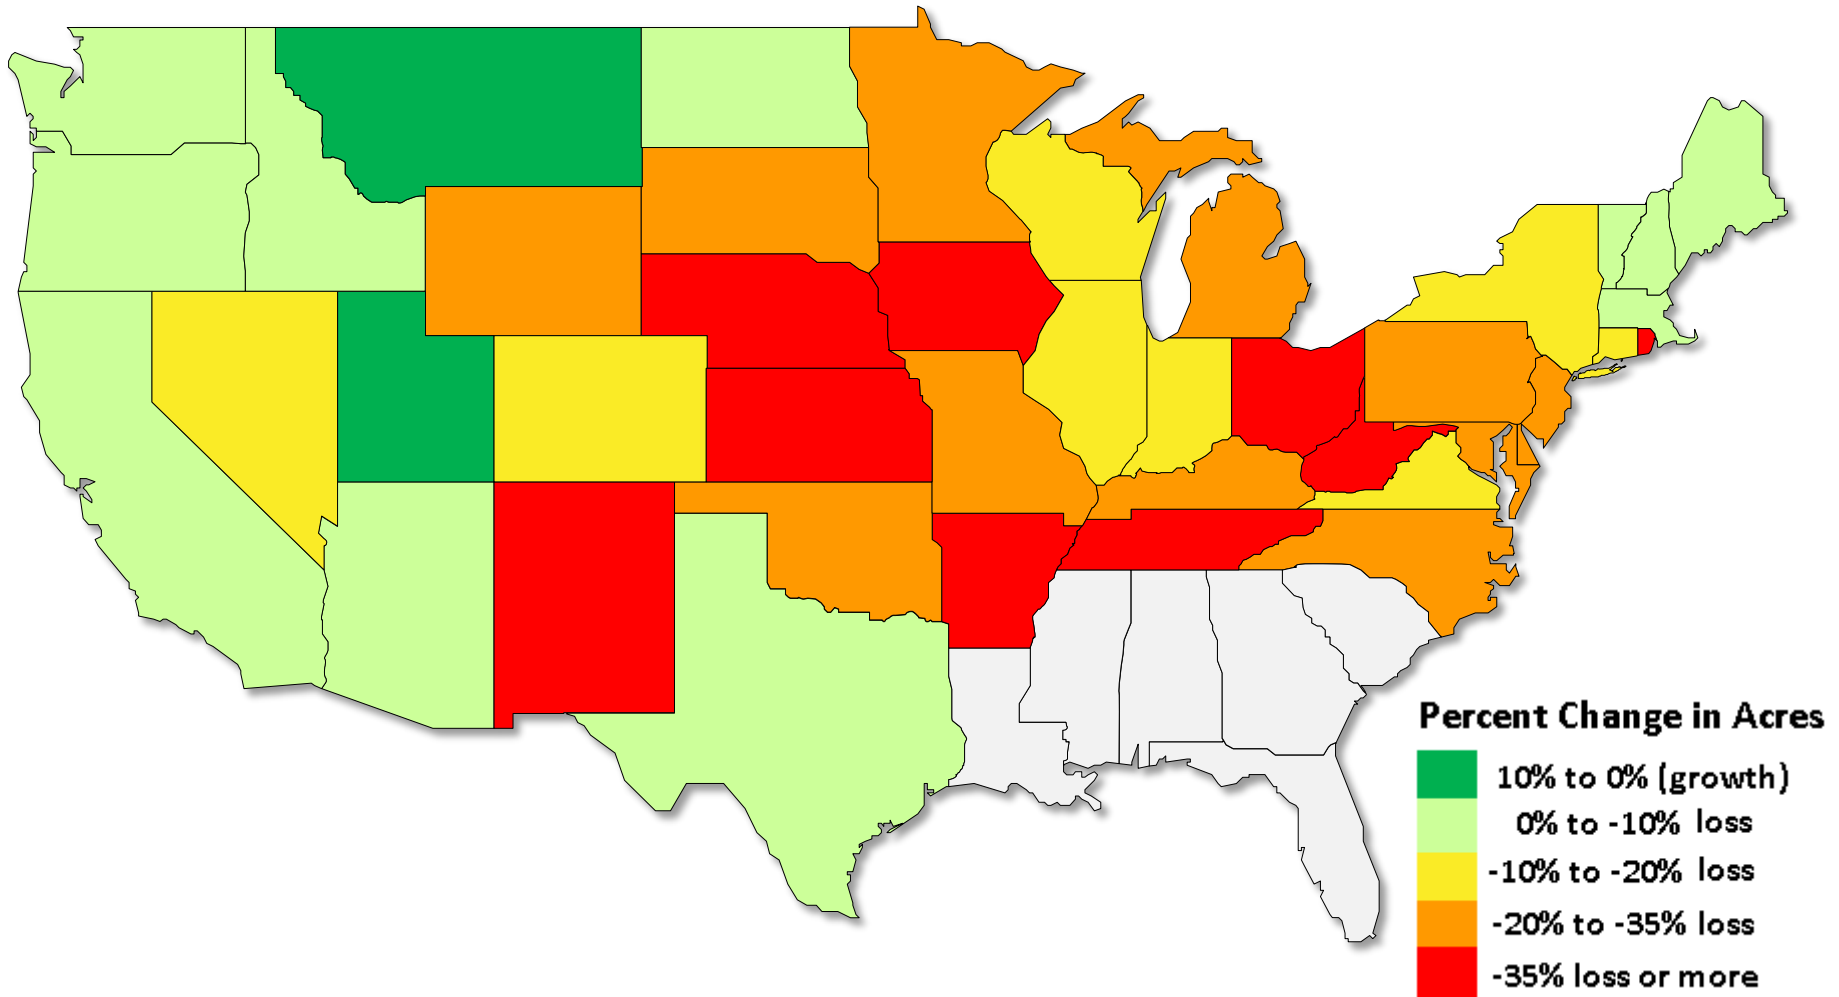 Percent Change in Acres
10% to 0% (growth)
0% to -10% loss
-10% to -20% loss
-20% to -35% loss
-35% loss or more